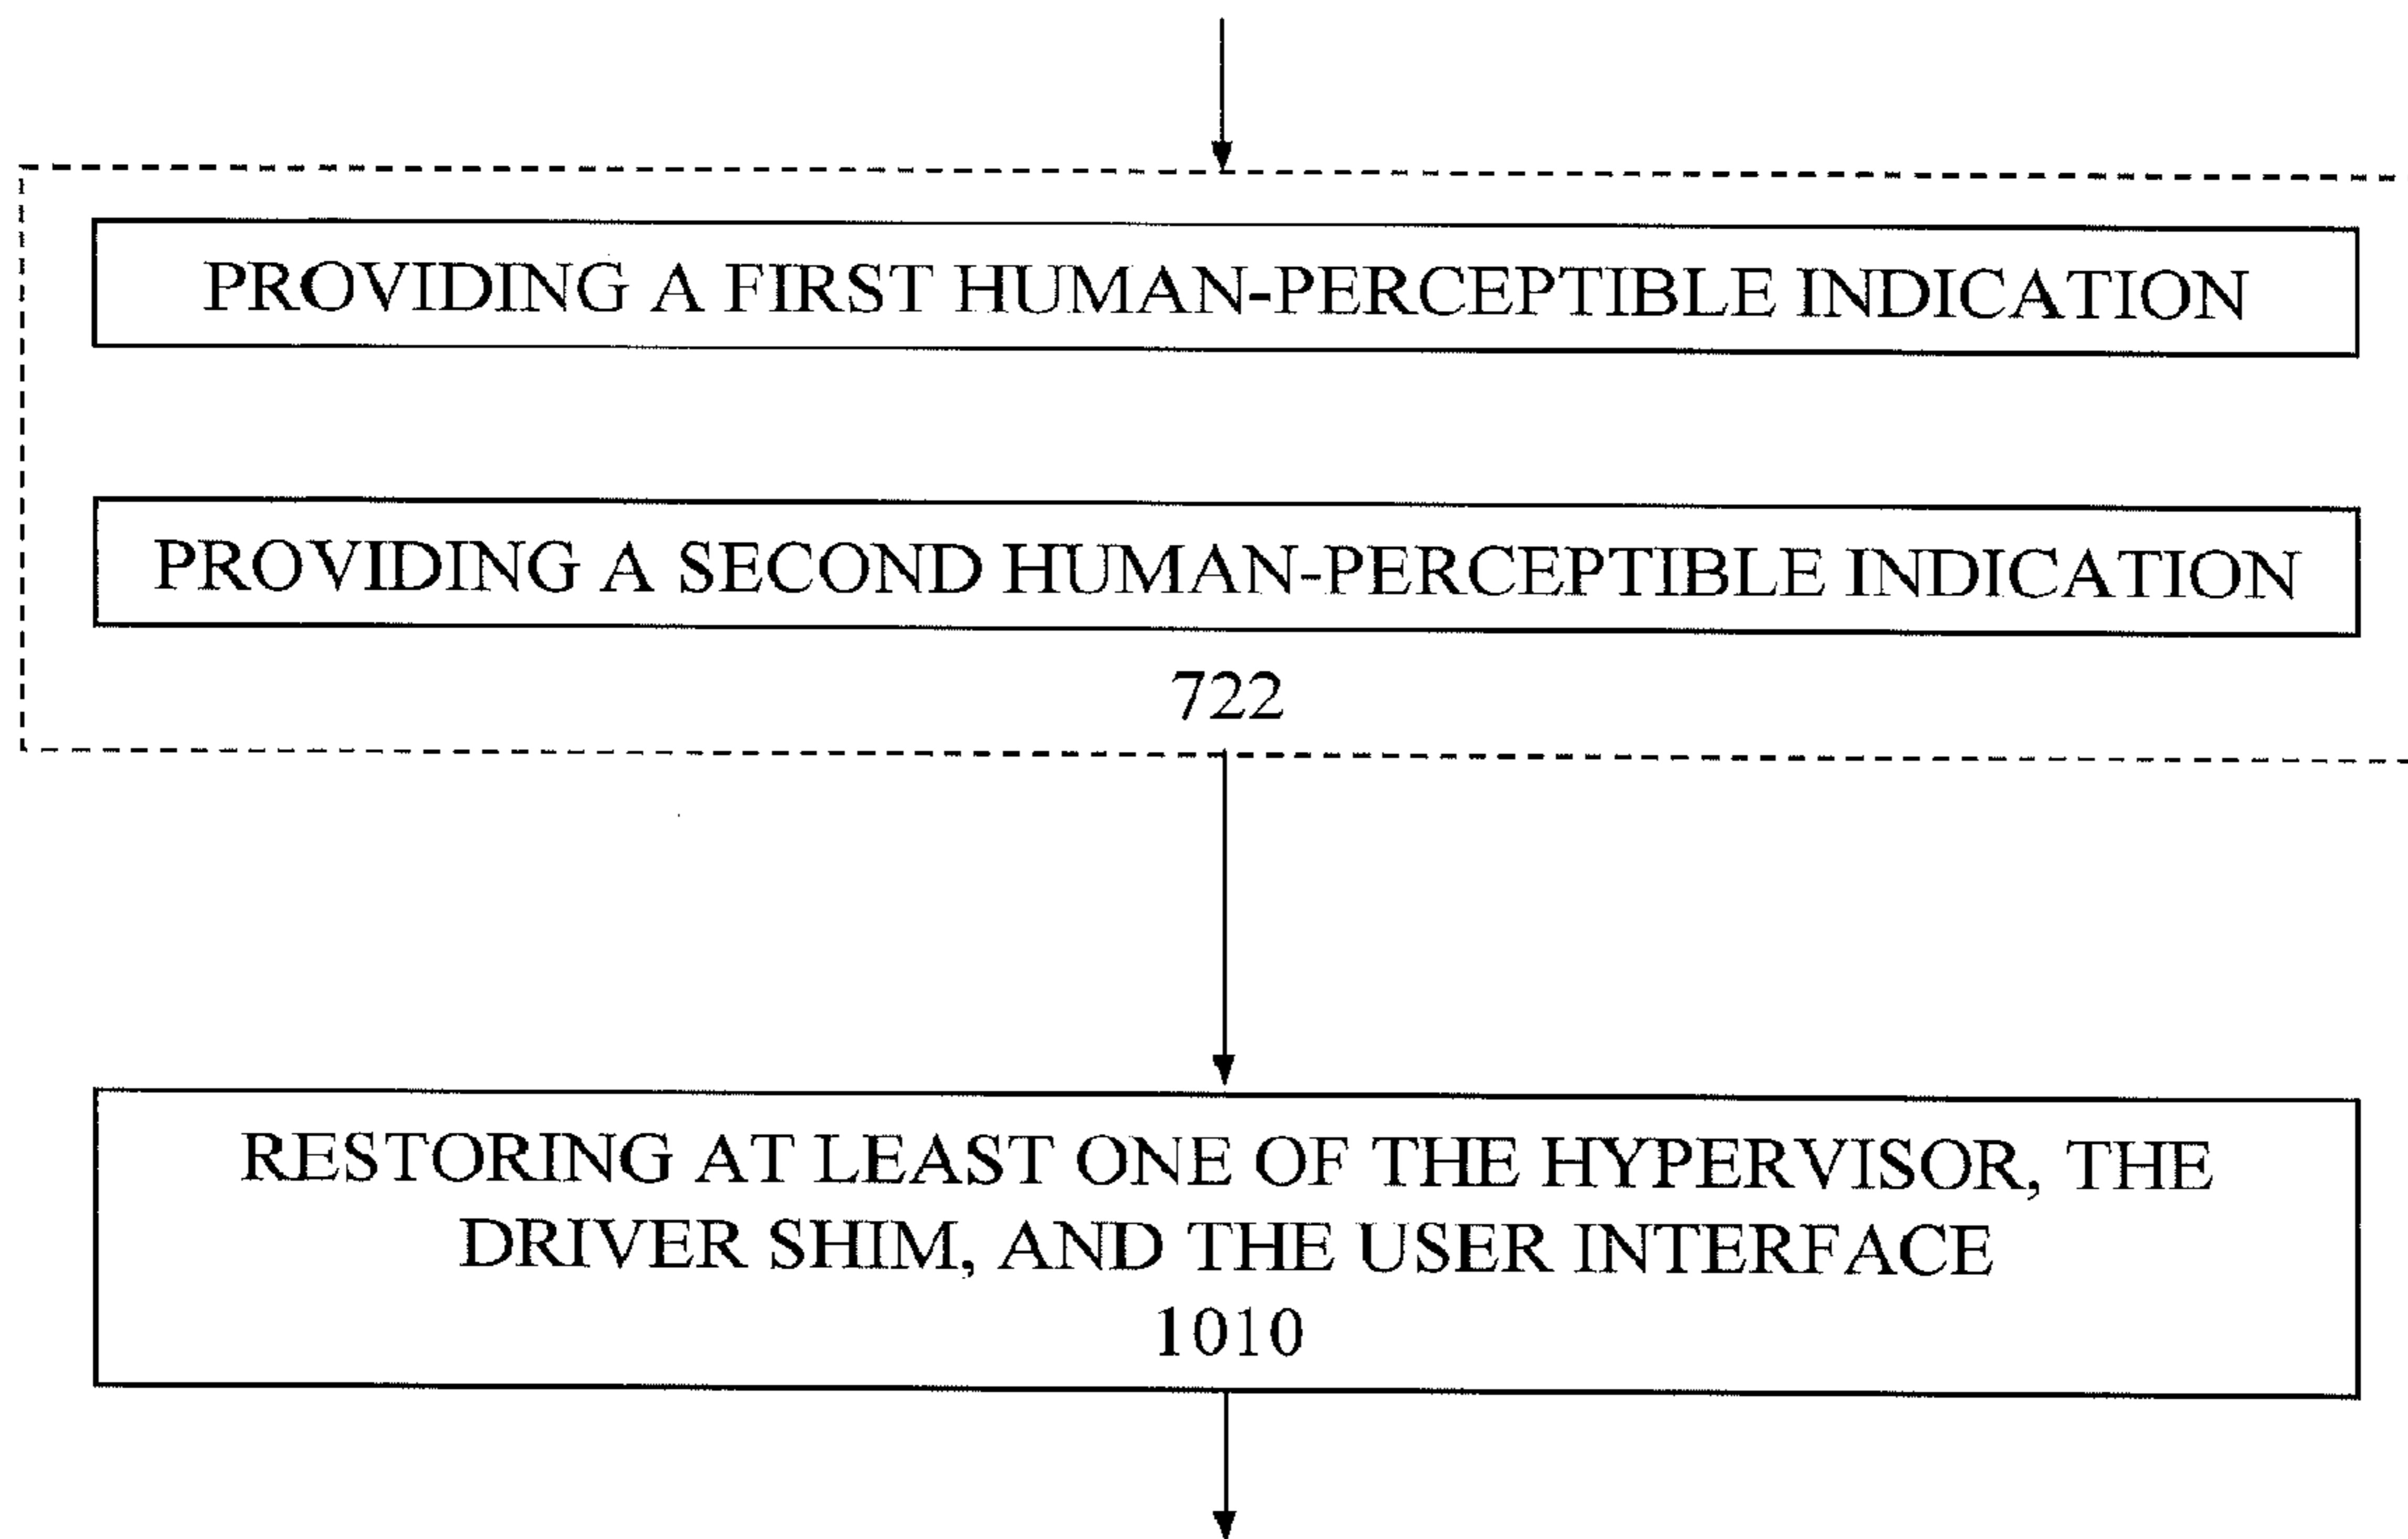 PROVIDING A FIRST HUMAN-PERCEPTIBLE INDICATION
PROVIDING A SECOND HUMAN-PERCEPTIBLE INDICATION
722
RESTORING AT LEAST ONE OF THE HYPERVISOR, THE
DRIVER SHIM, AND THE USER INTERFACE
1010